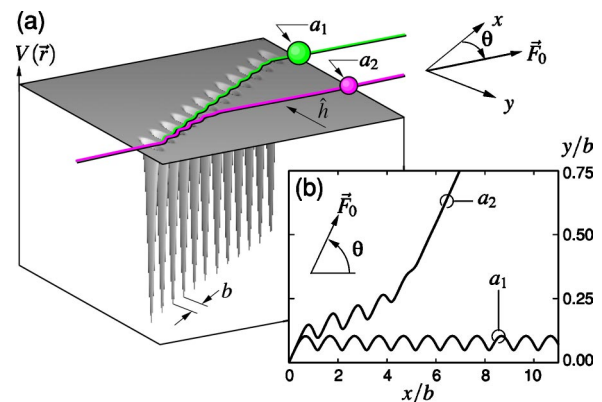 (a)
V(r⃗)
a₁
a₂
ĥ
b
x
θ
F⃗₀
y
(b)
y/b
0.75
0.50
0.25
0.00
F⃗₀
θ
a₂
a₁
0 2 4 6 8 10
x/b